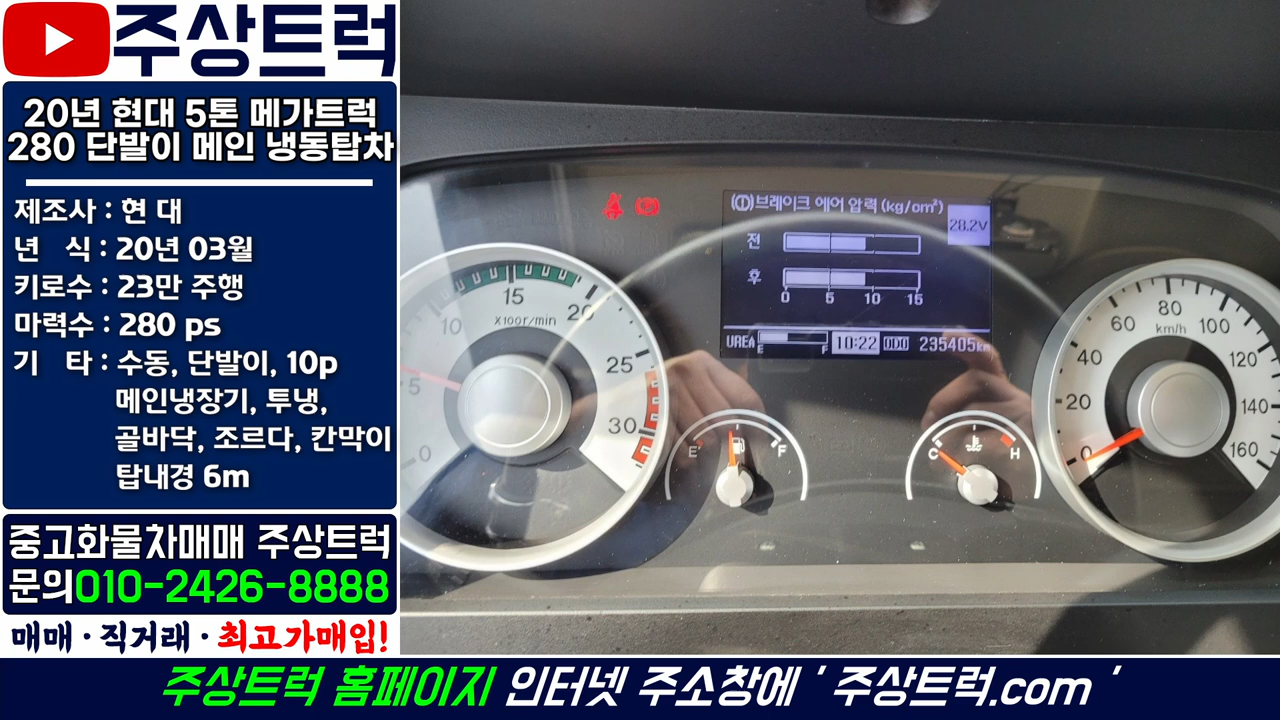 주상트럭
20년 현대 5톤 메가트럭
280 단발이 메인 냉동탑차
제조사 : 현 대
년 식 : 20년 03월
키로수 : 23만 주행
마력수 : 280 ps
기 타 : 수동, 단발이, 10p
메인냉장기, 투냉,
골바닥, 조르다, 칸막이
탑내경 6m
중고화물차매매 주상트럭
문의010-2426-8888
매매 · 직거래 · 최고가매입!
(①)브레이크 에어 압력 (kg/cm²)
28.2V
전
후
0 5 10 15
UREA E F 10:22 ODO 235405km
0 5 10 15 20 25 30
x100r/min
E F
C H
0 20 40 60 80 100 120 140 160
km/h
주상트럭 홈페이지 인터넷 주소창에 ' 주상트럭.com '